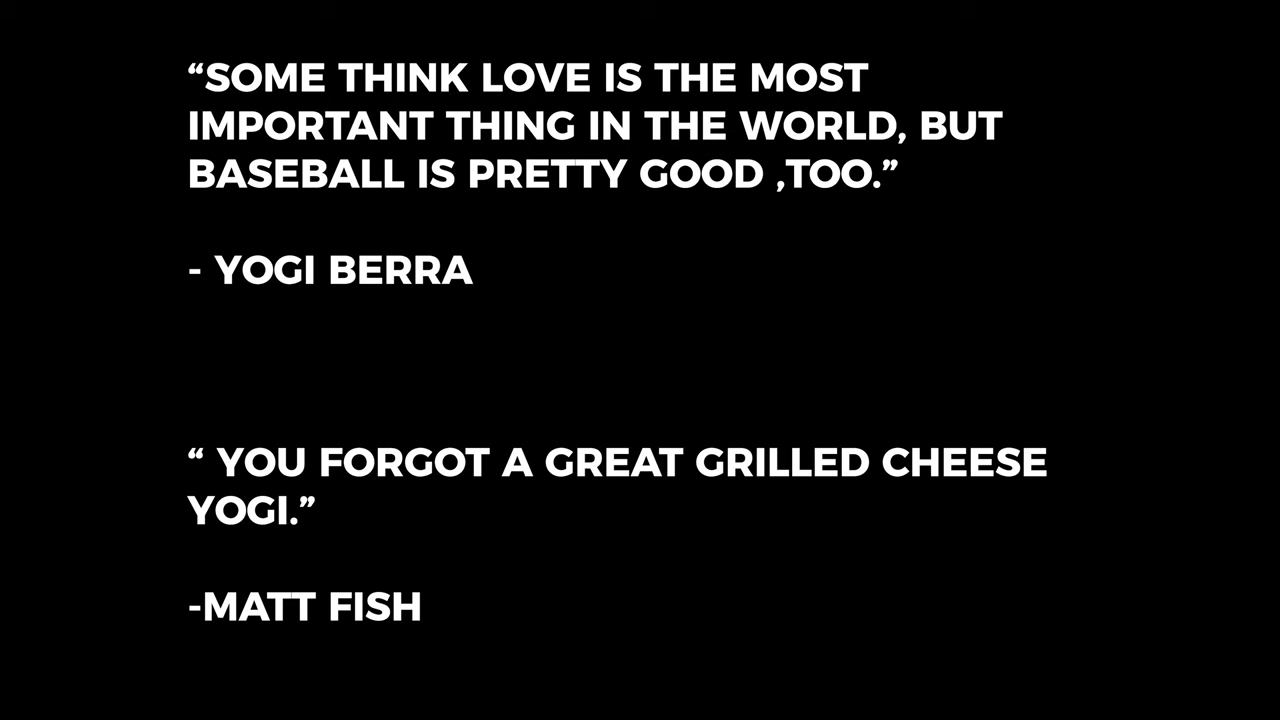 “SOME THINK LOVE IS THE MOST
IMPORTANT THING IN THE WORLD, BUT
BASEBALL IS PRETTY GOOD ,TOO.”
- YOGI BERRA
“ YOU FORGOT A GREAT GRILLED CHEESE
YOGI.”
-MATT FISH